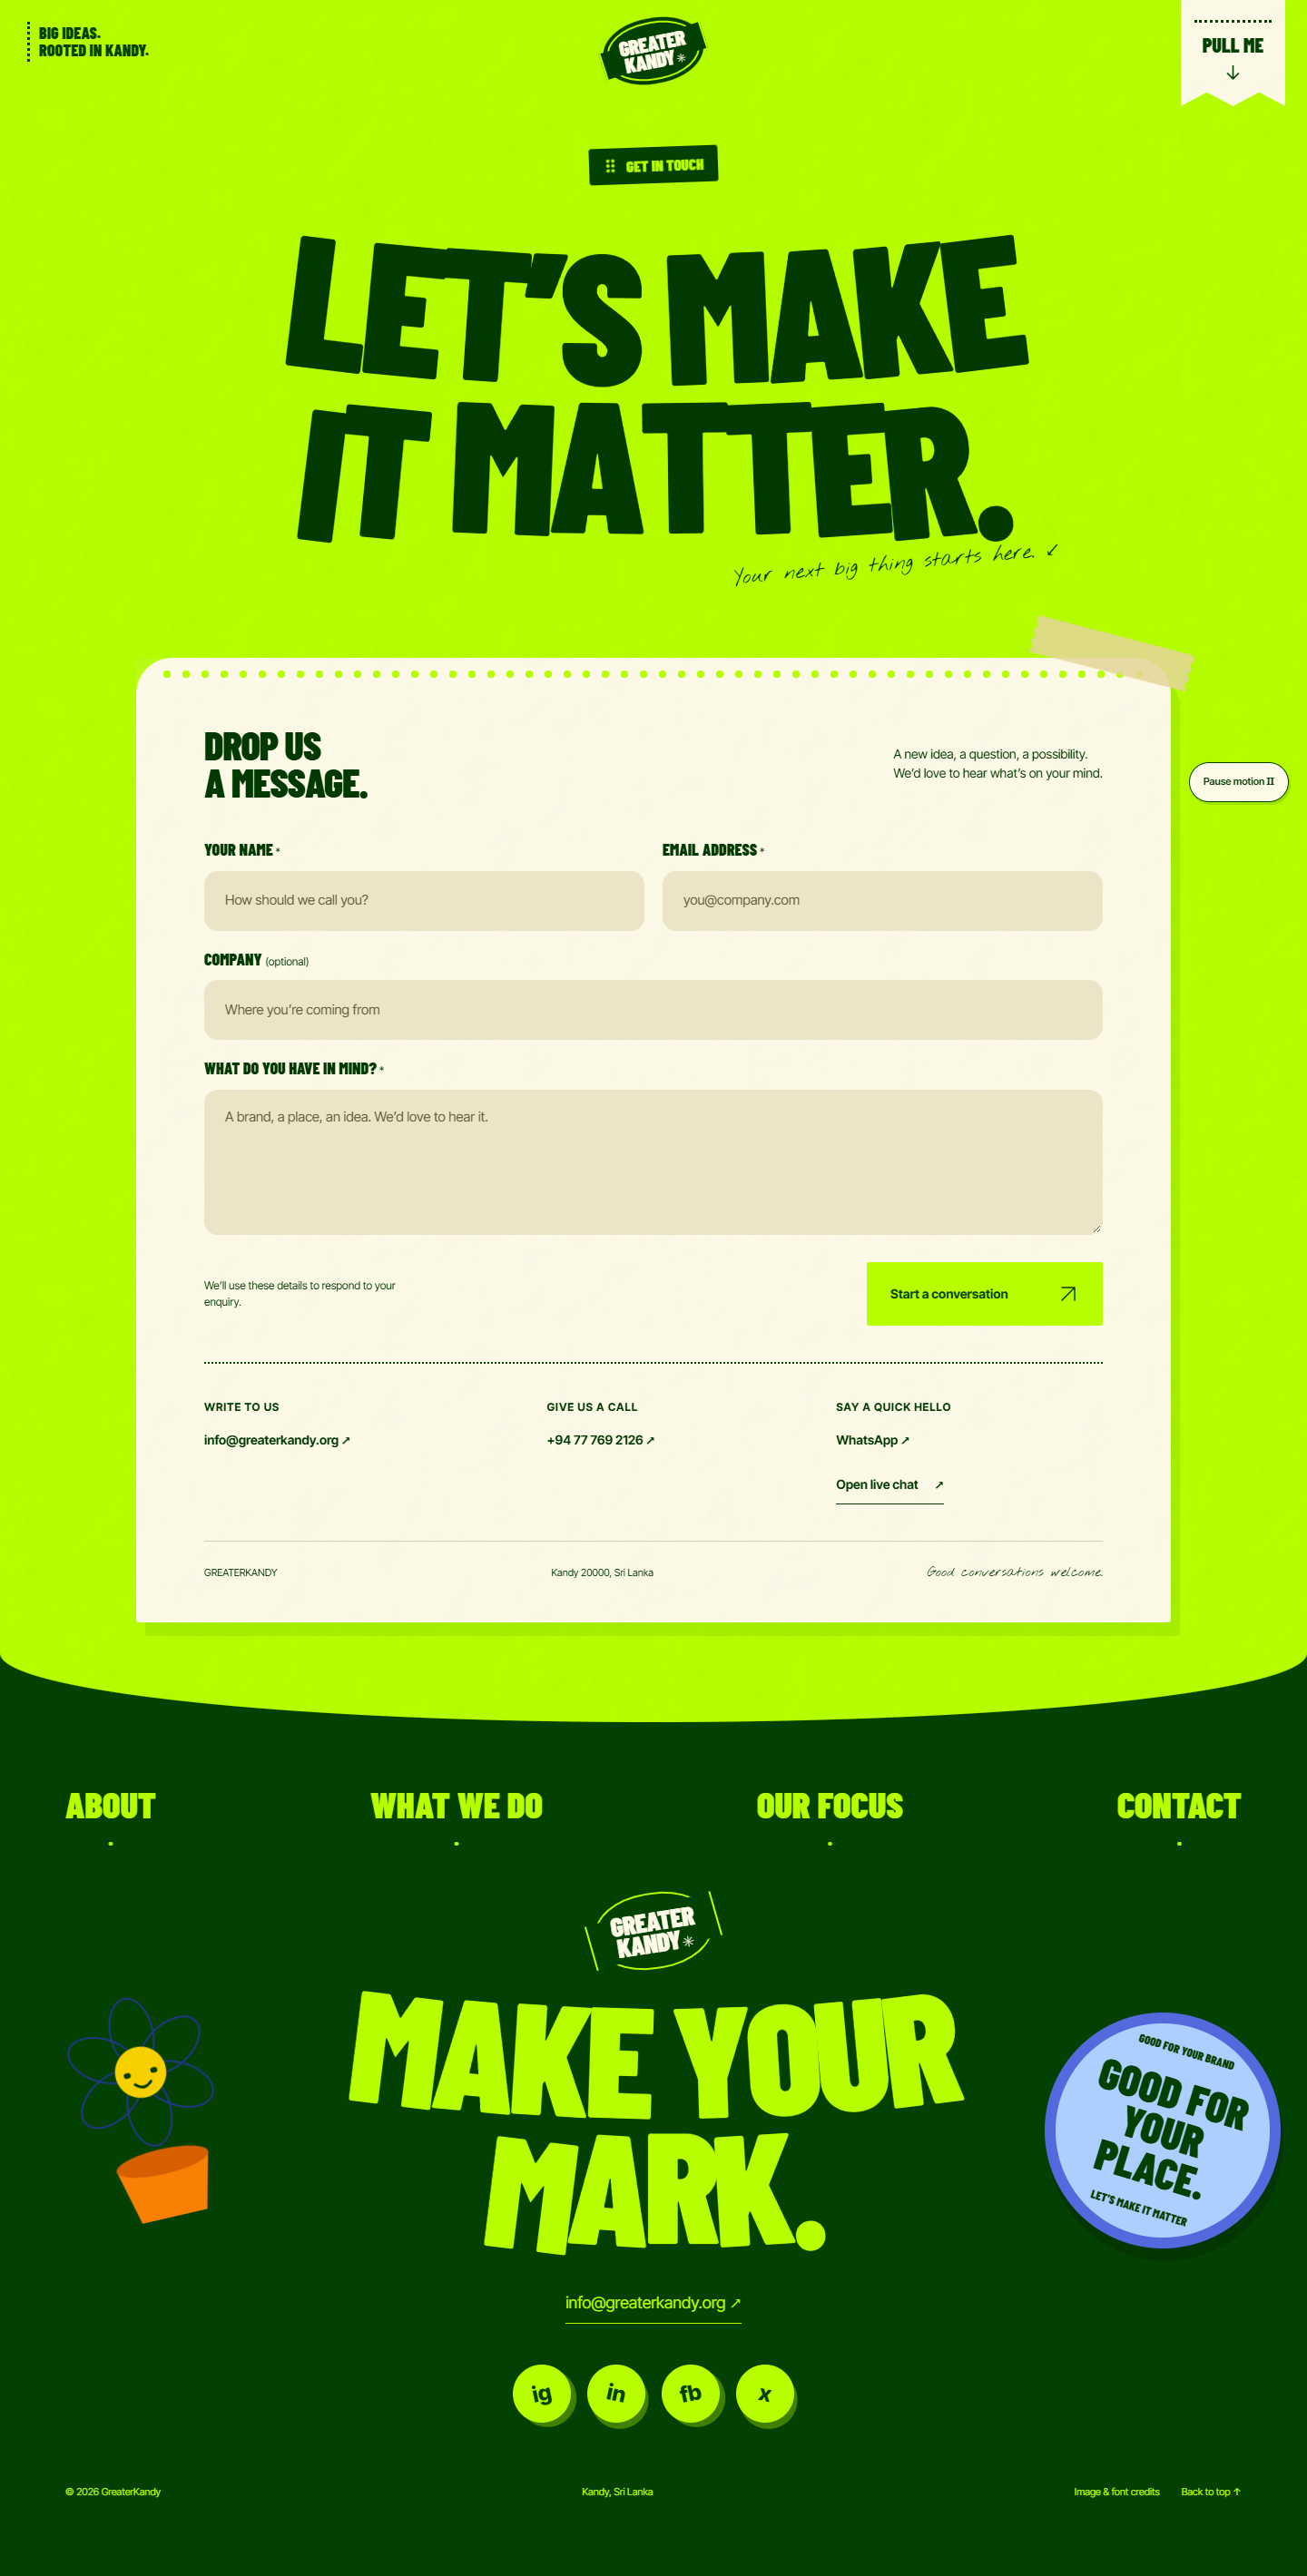 BIG IDEAS.
ROOTED IN KANDY.
GREATER
KANDY
PULL ME
↓
GET IN TOUCH
LET’S MAKE
IT MATTER.
Your next big thing starts here. ↙
DROP US
A MESSAGE.
A new idea, a question, a possibility.
We’d love to hear what’s on your mind.
Pause motion II
YOUR NAME *
EMAIL ADDRESS *
How should we call you?
you@company.com
COMPANY (optional)
Where you’re coming from
WHAT DO YOU HAVE IN MIND? *
A brand, a place, an idea. We’d love to hear it.
We’ll use these details to respond to your
enquiry.
Start a conversation
WRITE TO US
GIVE US A CALL
SAY A QUICK HELLO
info@greaterkandy.org ↗
+94 77 769 2126 ↗
WhatsApp ↗
Open live chat ↗
GREATERKANDY
Kandy 20000, Sri Lanka
Good conversations welcome.
ABOUT
WHAT WE DO
OUR FOCUS
CONTACT
GREATER
KANDY
MAKE YOUR
MARK.
GOOD FOR YOUR BRAND
GOOD FOR
YOUR
PLACE.
LET’S MAKE IT MATTER
info@greaterkandy.org ↗
ig
in
fb
x
© 2026 GreaterKandy
Kandy, Sri Lanka
Image & font credits
Back to top ↑